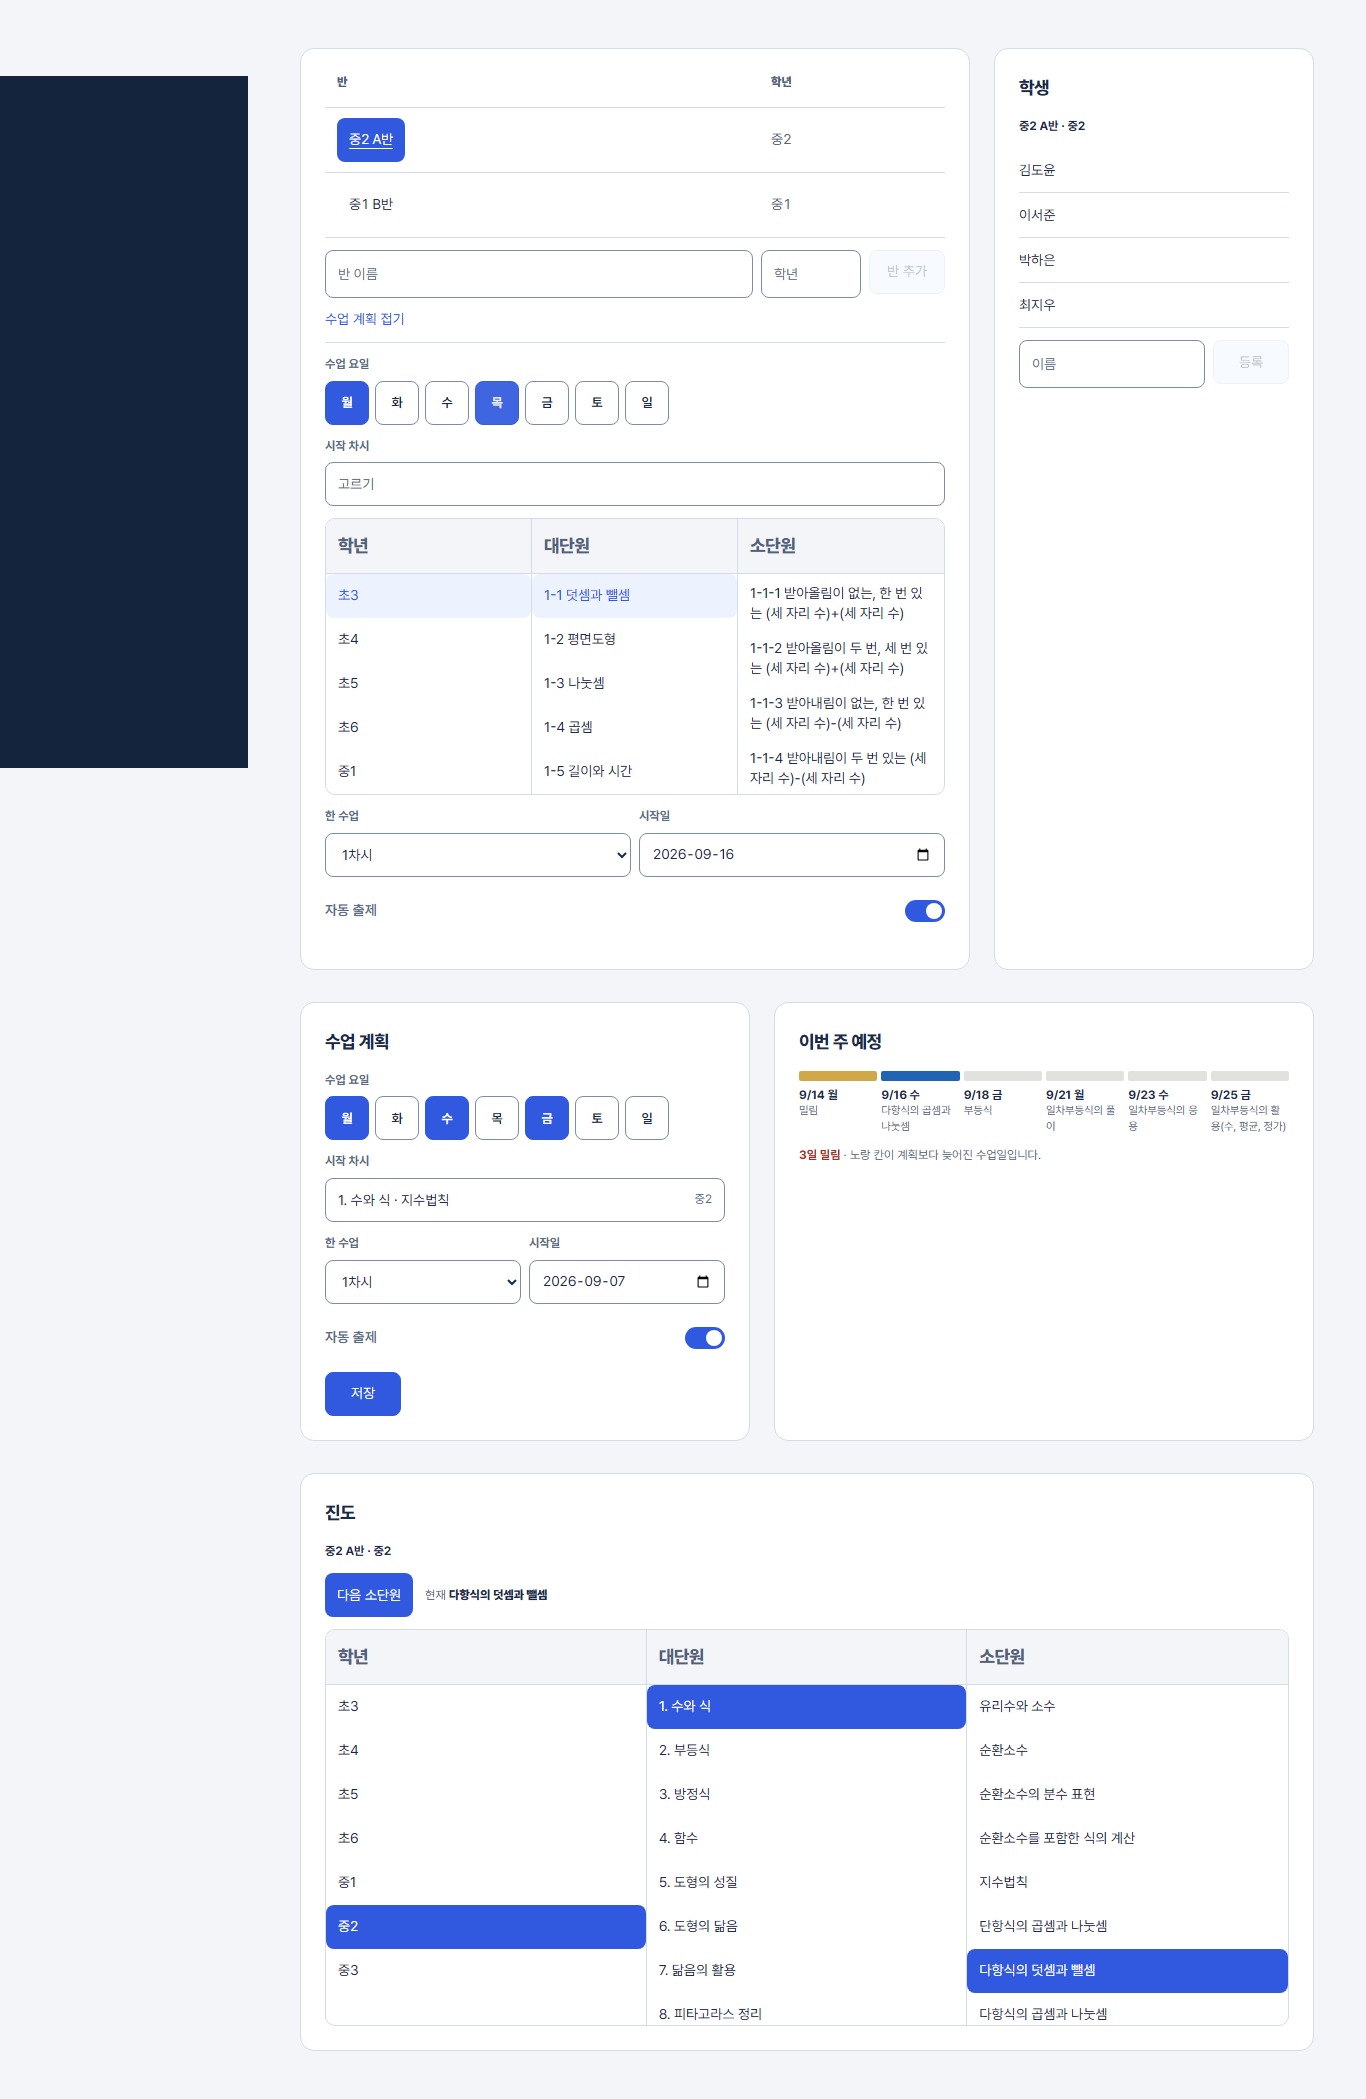 반 학년
중2 A반 중2
중1 B반 중1
반 이름 학년 반 추가
수업 계획 접기
수업 요일
월 화 수 목 금 토 일
시작 차시
고르기
학년 대단원 소단원
초3
초4
초5
초6
중1
1-1 덧셈과 뺄셈
1-2 평면도형
1-3 나눗셈
1-4 곱셈
1-5 길이와 시간
1-1-1 받아올림이 없는, 한 번 있
는 (세 자리 수)+(세 자리 수)
1-1-2 받아올림이 두 번, 세 번 있
는 (세 자리 수)+(세 자리 수)
1-1-3 받아내림이 없는, 한 번 있
는 (세 자리 수)-(세 자리 수)
1-1-4 받아내림이 두 번 있는 (세
자리 수)-(세 자리 수)
한 수업 시작일
1차시 2026-09-16
자동 출제
학생
중2 A반 · 중2
김도윤
이서준
박하은
최지우
이름 등록
수업 계획
수업 요일
월 화 수 목 금 토 일
시작 차시
1. 수와 식 · 지수법칙 중2
한 수업 시작일
1차시 2026-09-07
자동 출제
저장
이번 주 예정
9/14 월
밀림
9/16 수
다항식의 곱셈과
나눗셈
9/18 금
부등식
9/21 월
일차부등식의 풀
이
9/23 수
일차부등식의 응
용
9/25 금
일차부등식의 활
용(수, 평균, 정가)
3일 밀림 · 노랑 칸이 계획보다 늦어진 수업일입니다.
진도
중2 A반 · 중2
다음 소단원 현재 다항식의 덧셈과 뺄셈
학년 대단원 소단원
초3
초4
초5
초6
중1
중2
중3
1. 수와 식
2. 부등식
3. 방정식
4. 함수
5. 도형의 성질
6. 도형의 닮음
7. 닮음의 활용
8. 피타고라스 정리
유리수와 소수
순환소수
순환소수의 분수 표현
순환소수를 포함한 식의 계산
지수법칙
단항식의 곱셈과 나눗셈
다항식의 덧셈과 뺄셈
다항식의 곱셈과 나눗셈